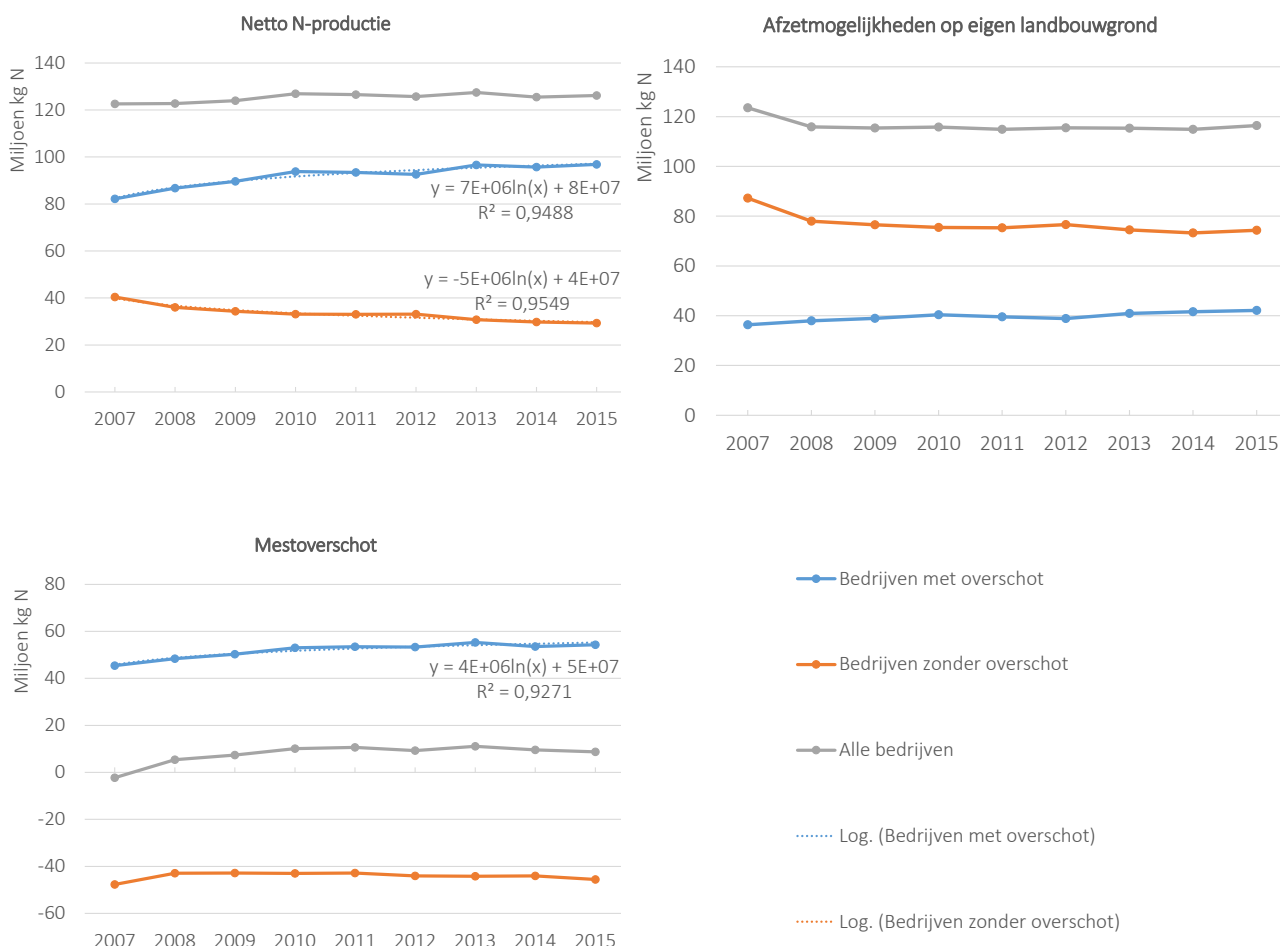 Netto N-productie
Miljoen kg N
140
120
100
80
60
40
20
0
y = 7E+06ln(x) + 8E+07
R² = 0,9488
y = -5E+06ln(x) + 4E+07
R² = 0,9549
2007 2008 2009 2010 2011 2012 2013 2014 2015
Afzetmogelijkheden op eigen landbouwgrond
Miljoen kg N
140
120
100
80
60
40
20
0
2007 2008 2009 2010 2011 2012 2013 2014 2015
Mestoverschot
Miljoen kg N
80
60
40
20
0
-20
-40
-60
y = 4E+06ln(x) + 5E+07
R² = 0,9271
2007 2008 2009 2010 2011 2012 2013 2014 2015
Bedrijven met overschot
Bedrijven zonder overschot
Alle bedrijven
Log. (Bedrijven met overschot)
Log. (Bedrijven zonder overschot)